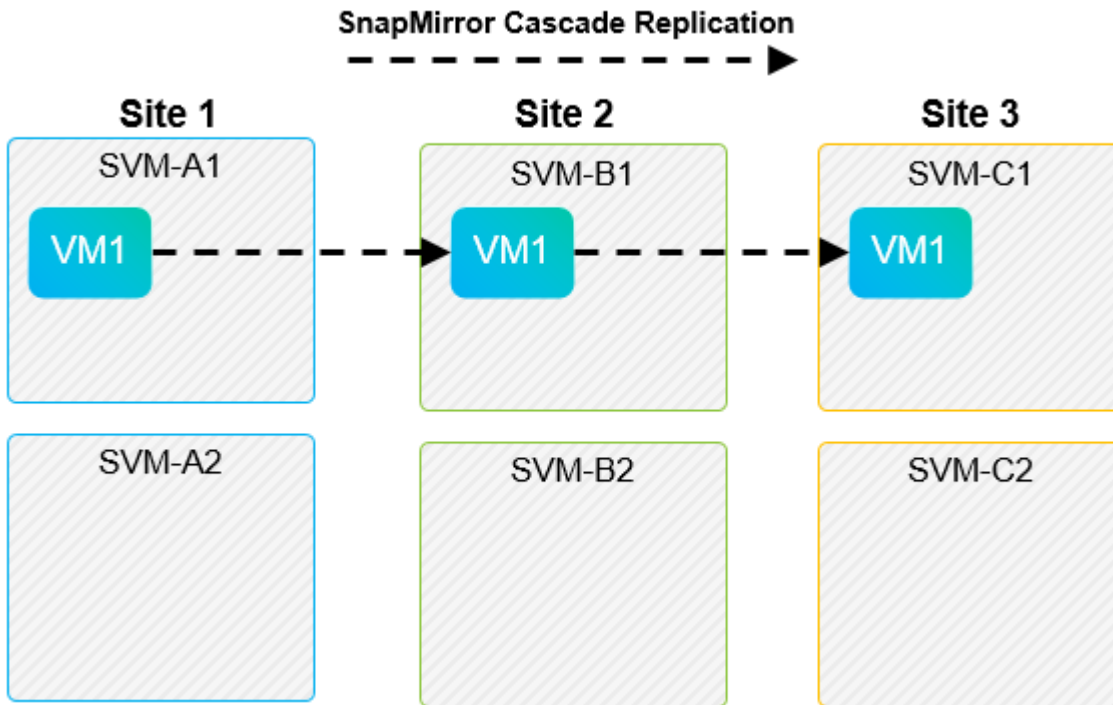 SnapMirror Cascade Replication
Site 1
Site 2
Site 3
SVM-A1
SVM-B1
SVM-C1
VM1
VM1
VM1
SVM-A2
SVM-B2
SVM-C2